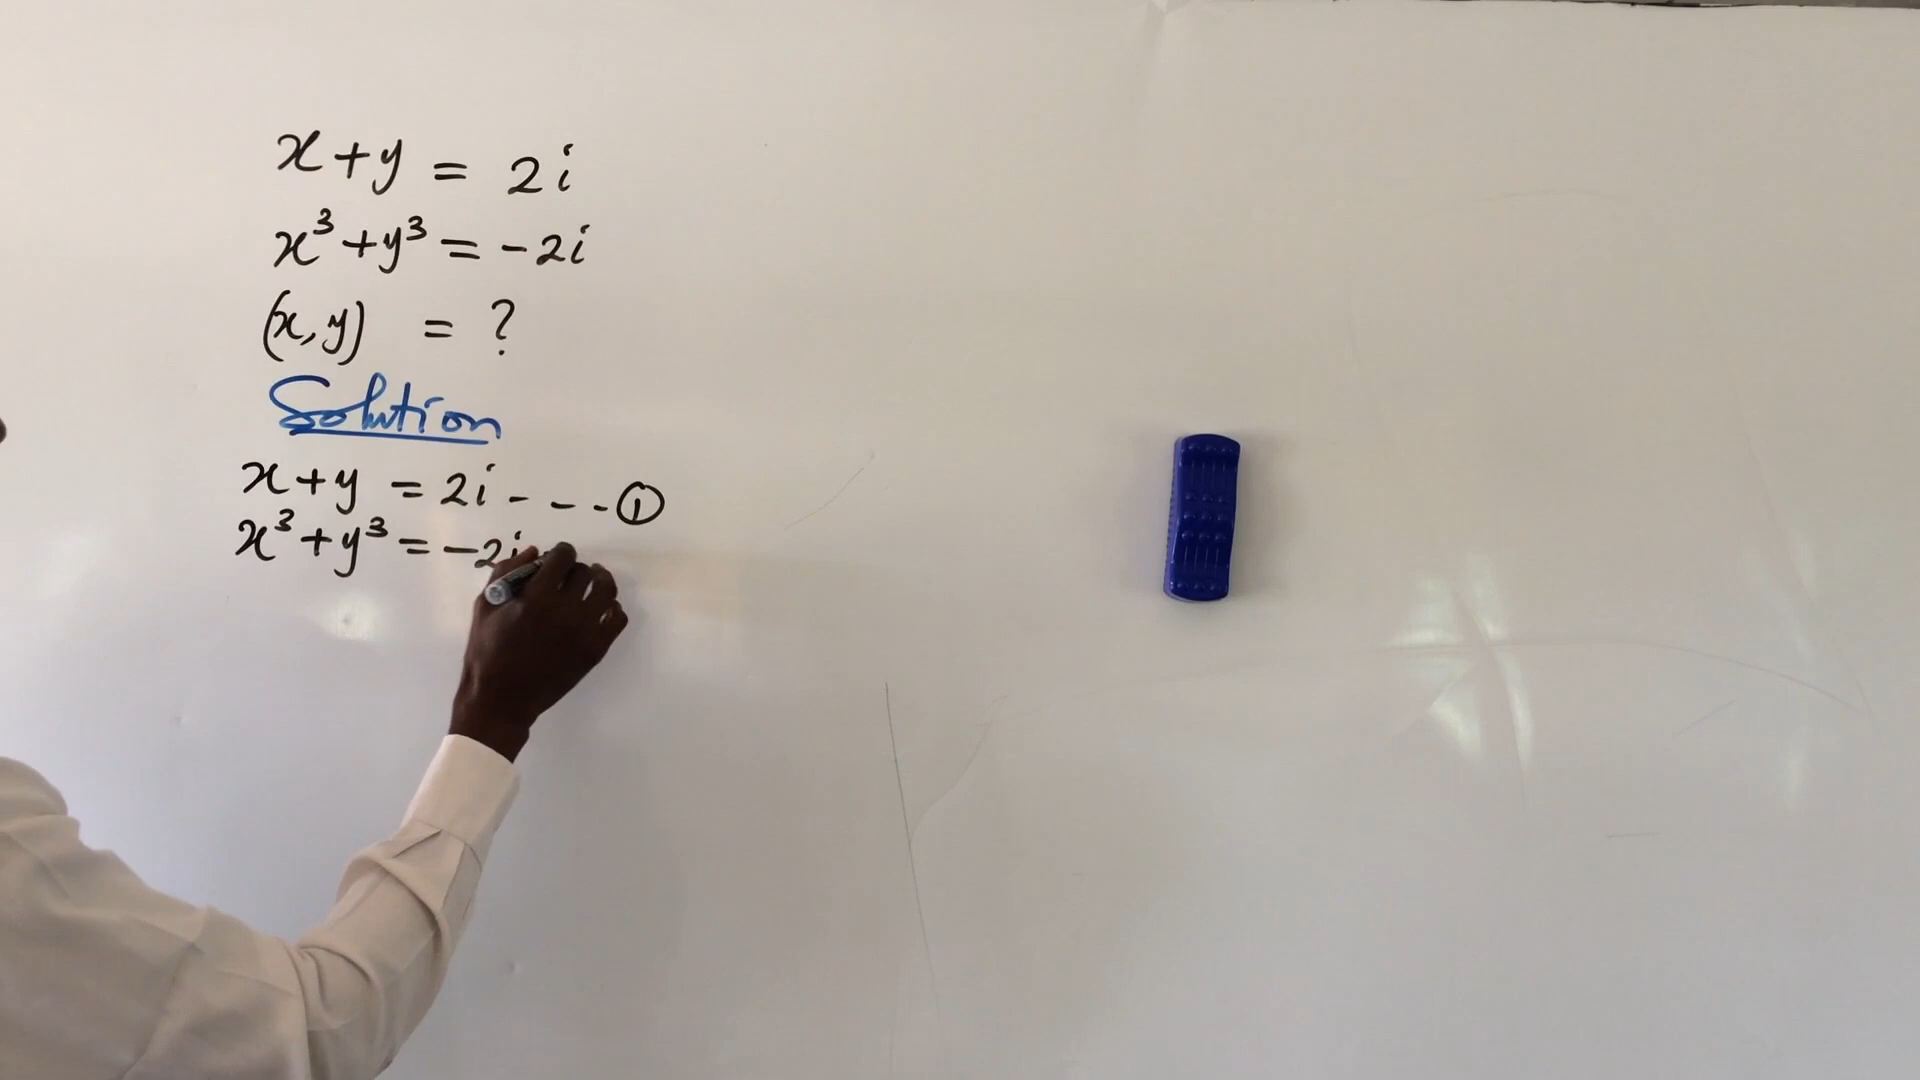 x+y = 2i
x³+y³ = -2i
(x,y) = ?
Solution
x+y = 2i - - - ①
x³+y³ = -2i